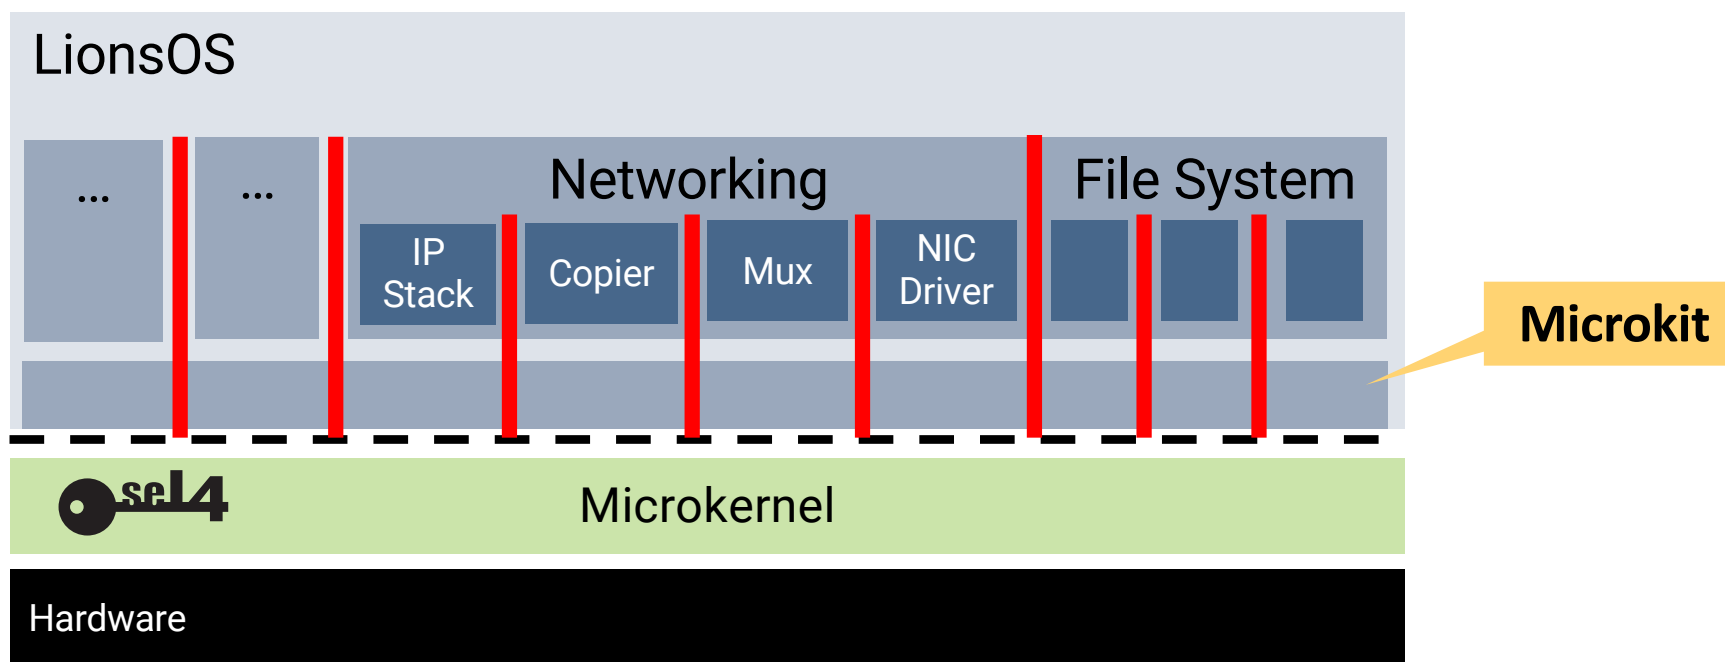 LionsOS
...
...
Networking
File System
IP
Stack
Copier
Mux
NIC
Driver
Microkit
seL4
Microkernel
Hardware